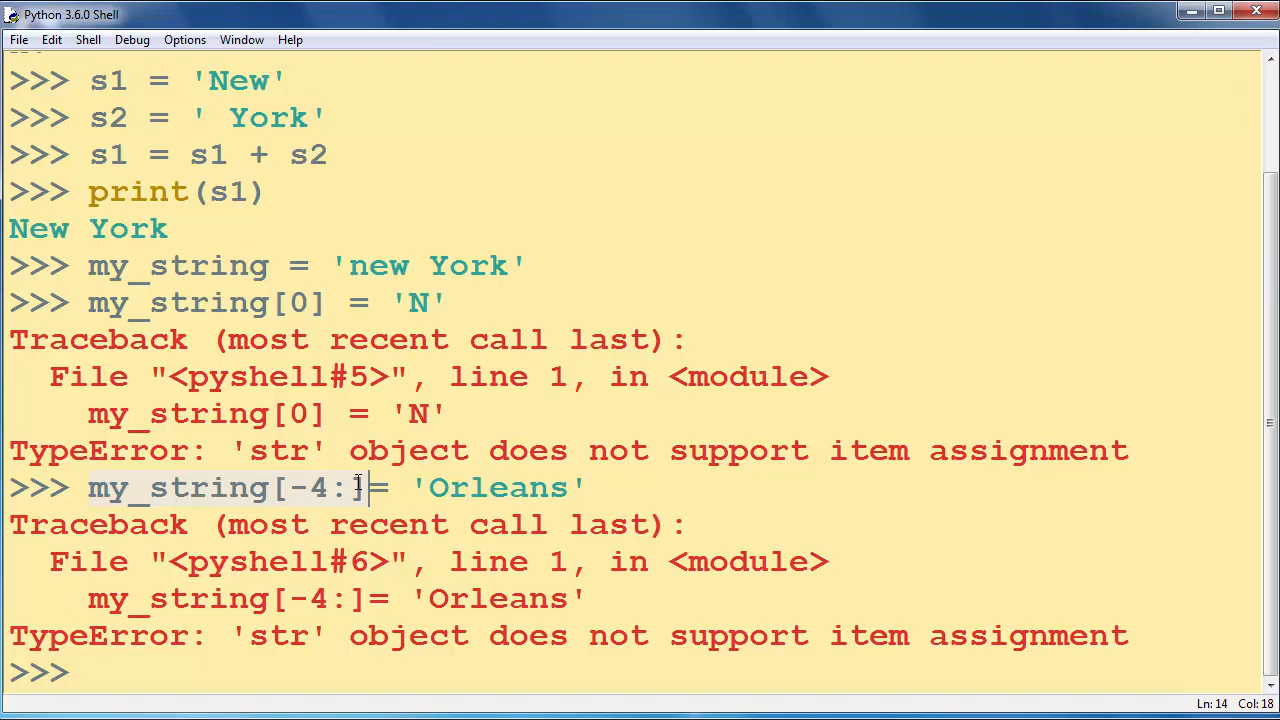 Python 3.6.0 Shell
File Edit Shell Debug Options Window Help
>>> s1 = 'New'
>>> s2 = ' York'
>>> s1 = s1 + s2
>>> print(s1)
New York
>>> my_string = 'new York'
>>> my_string[0] = 'N'
Traceback (most recent call last):
  File "<pyshell#5>", line 1, in <module>
    my_string[0] = 'N'
TypeError: 'str' object does not support item assignment
>>> my_string[-4:]= 'Orleans'
Traceback (most recent call last):
  File "<pyshell#6>", line 1, in <module>
    my_string[-4:]= 'Orleans'
TypeError: 'str' object does not support item assignment
>>>
Ln: 14 Col: 18